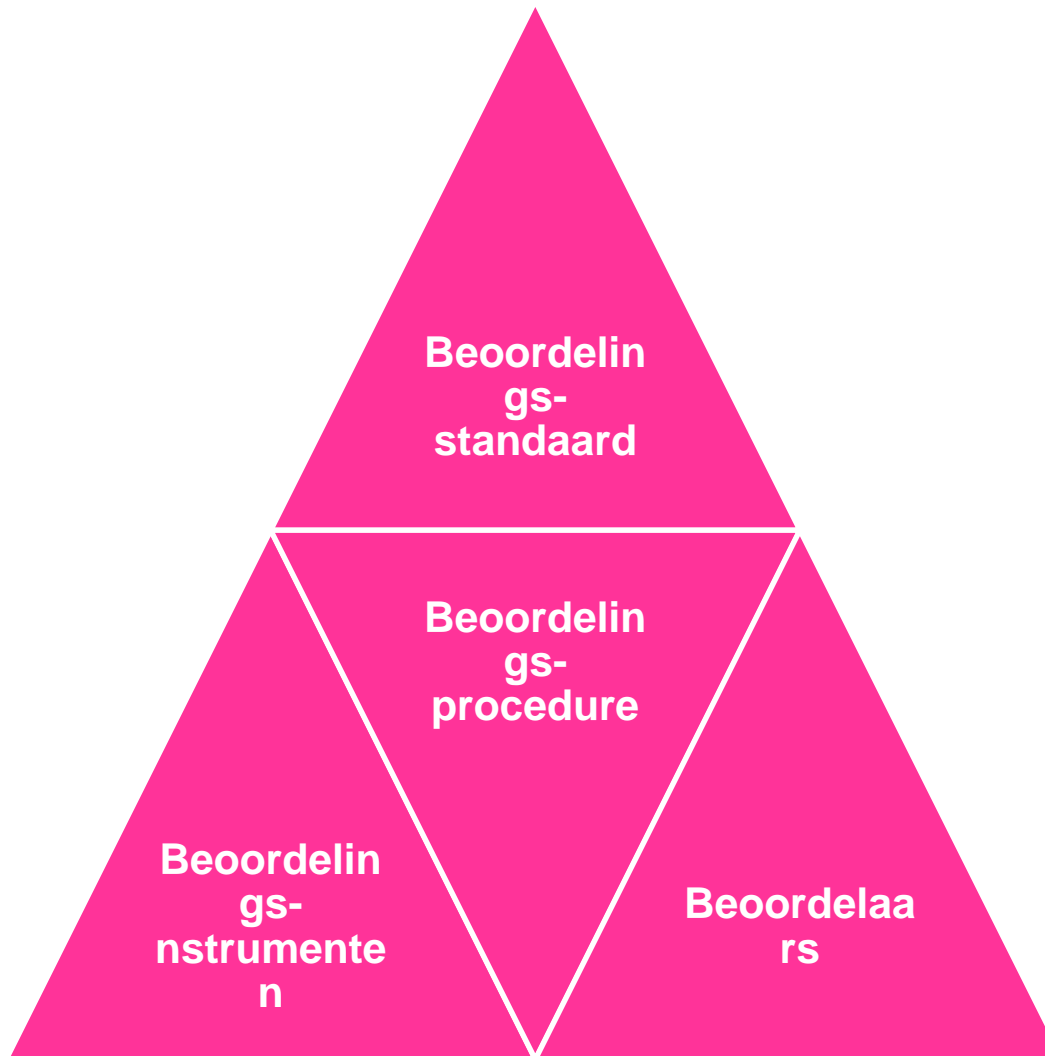 Beoordelin
gs-
standaard
Beoordelin
gs-
procedure
Beoordelin
gs-
nstrumente
n
Beoordelaa
rs